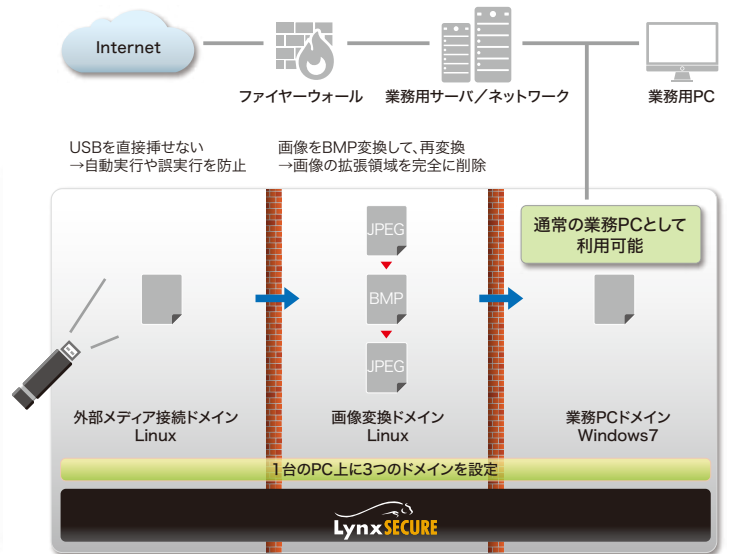 Internet
ファイヤーウォール
業務用サーバ／ネットワーク
業務用PC
USBを直接挿せない
→自動実行や誤実行を防止
画像をBMP変換して、再変換
→画像の拡張領域を完全に削除
通常の業務PCとして
利用可能
JPEG
BMP
JPEG
外部メディア接続ドメイン
Linux
画像変換ドメイン
Linux
業務PCドメイン
Windows7
1台のPC上に3つのドメインを設定
LynxSECURE